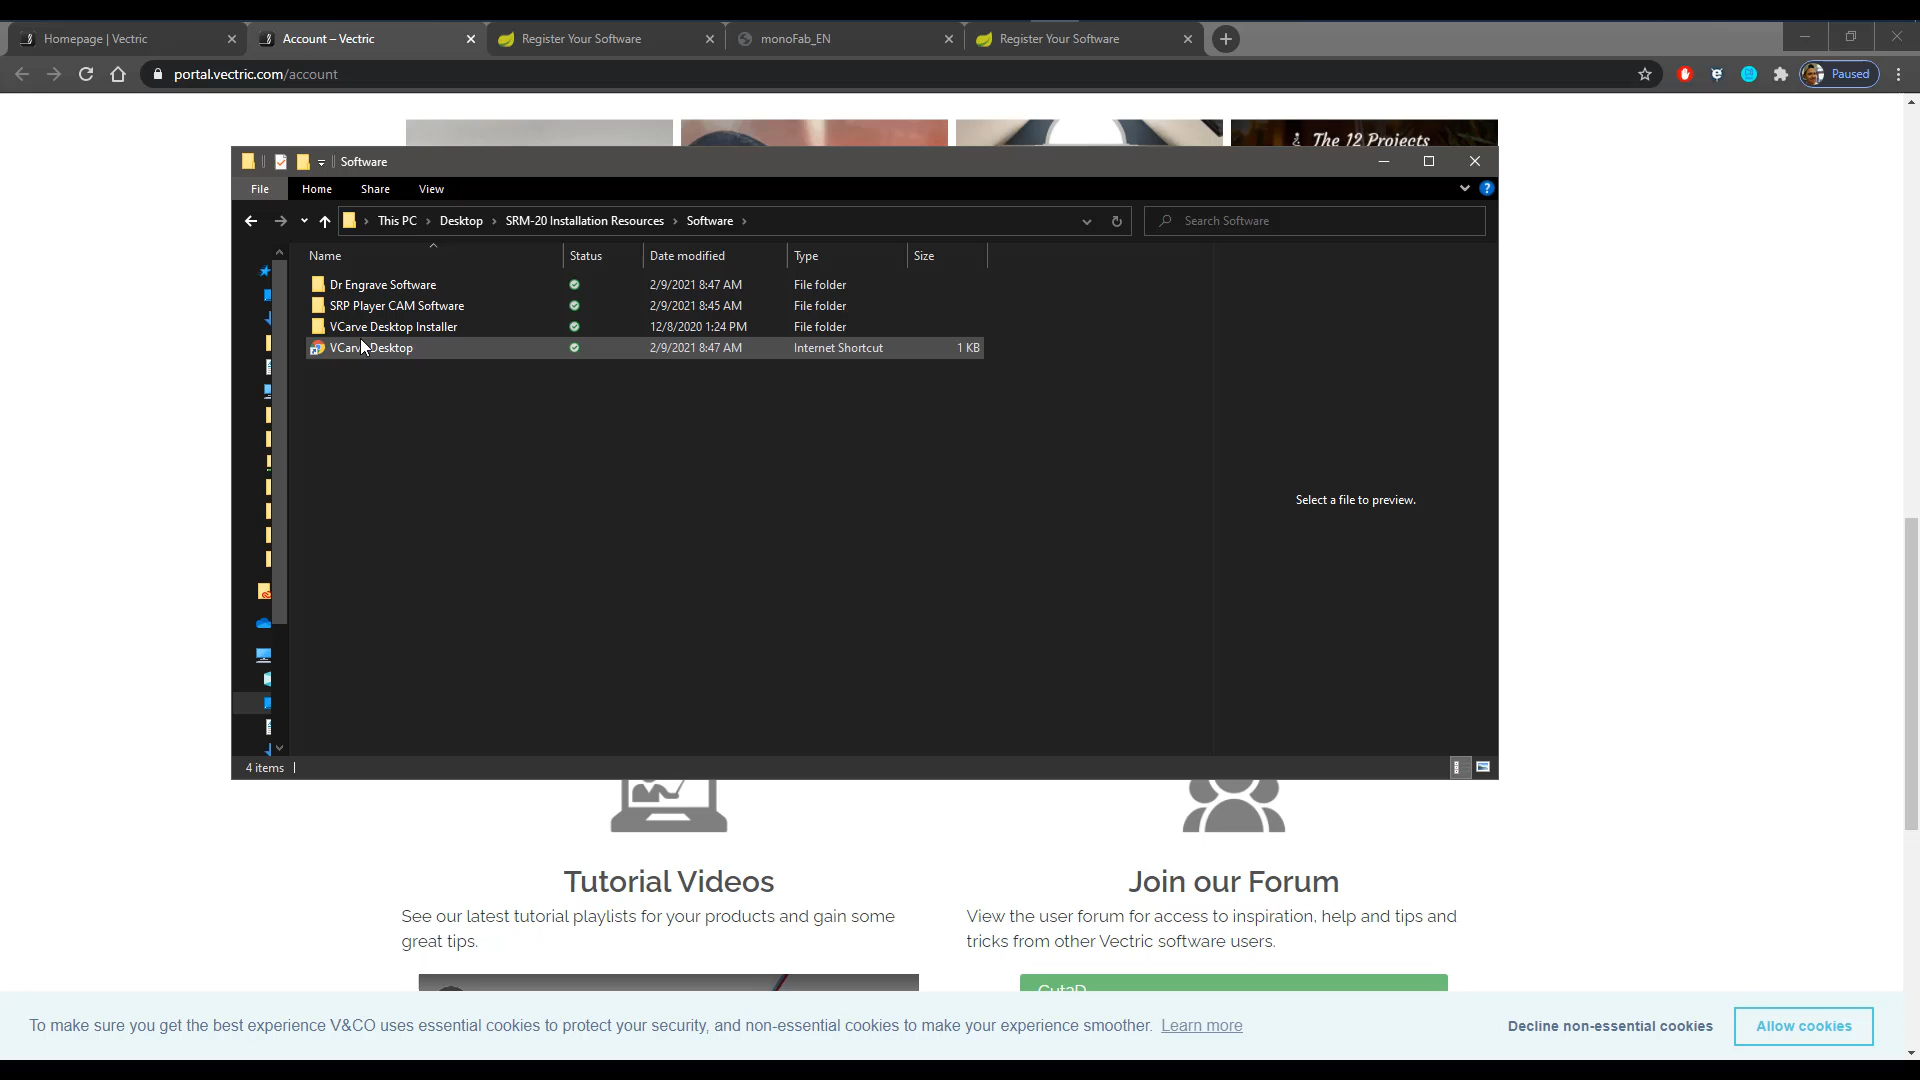 Homepage | Vectric
Account – Vectric
Register Your Software
monoFab_EN
Register Your Software
portal.vectric.com/account
Paused
The 12 Projects
Software
File Home Share View
This PC Desktop SRM-20 Installation Resources Software
Search Software
Name Status Date modified Type Size
Dr Engrave Software 2/9/2021 8:47 AM File folder
SRP Player CAM Software 2/9/2021 8:45 AM File folder
VCarve Desktop Installer 12/8/2020 1:24 PM File folder
VCarve Desktop 2/9/2021 8:47 AM Internet Shortcut 1 KB
Select a file to preview.
4 items
Tutorial Videos
See our latest tutorial playlists for your products and gain some
great tips.
Join our Forum
View the user forum for access to inspiration, help and tips and
tricks from other Vectric software users.
Cut2D
To make sure you get the best experience V&CO uses essential cookies to protect your security, and non-essential cookies to make your experience smoother. Learn more
Decline non-essential cookies
Allow cookies